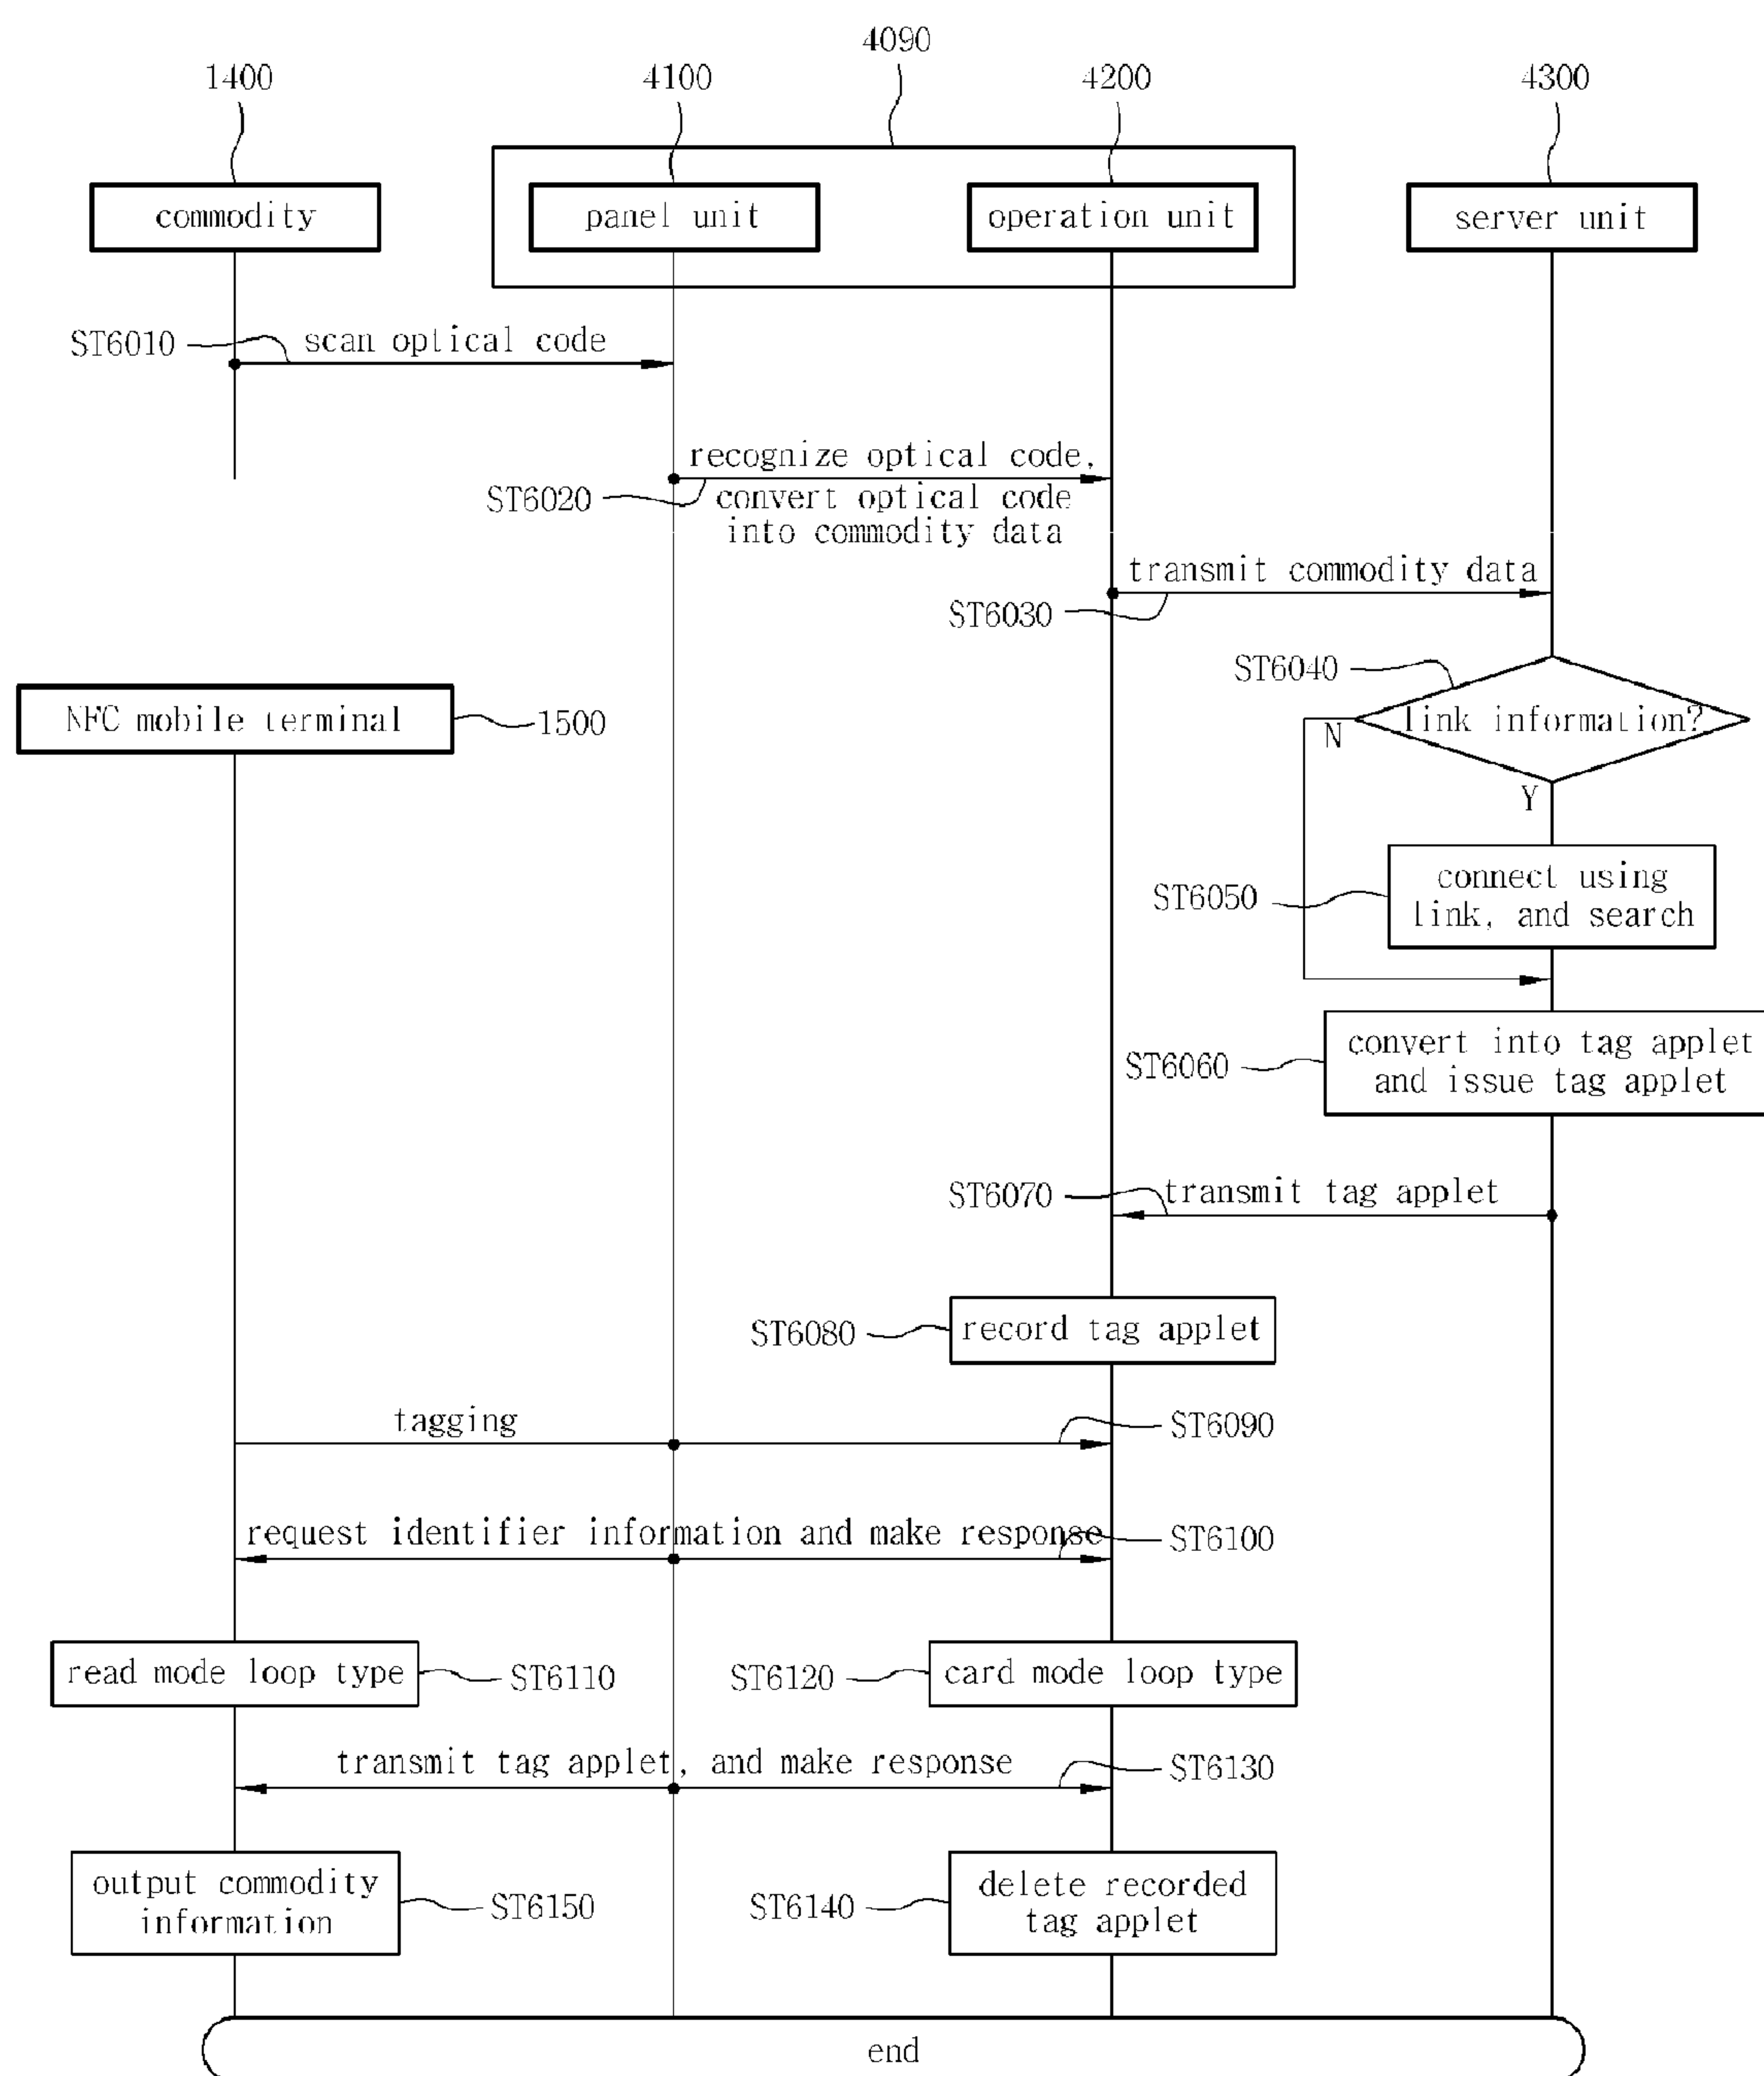 4090
1400
4100
4200
4300
commodity
panel unit
operation unit
server unit
ST6010
scan optical code
recognize optical code,
ST6020
convert optical code
into commodity data
transmit commodity data
ST6030
ST6040
link information?
NFC mobile terminal
1500
N
Y
ST6050
connect using
link, and search
ST6060
convert into tag applet
and issue tag applet
ST6070
transmit tag applet
ST6080
record tag applet
tagging
ST6090
request identifier information and make response
ST6100
read mode loop type
ST6110
ST6120
card mode loop type
transmit tag applet, and make response
ST6130
output commodity
information
ST6150
ST6140
delete recorded
tag applet
end